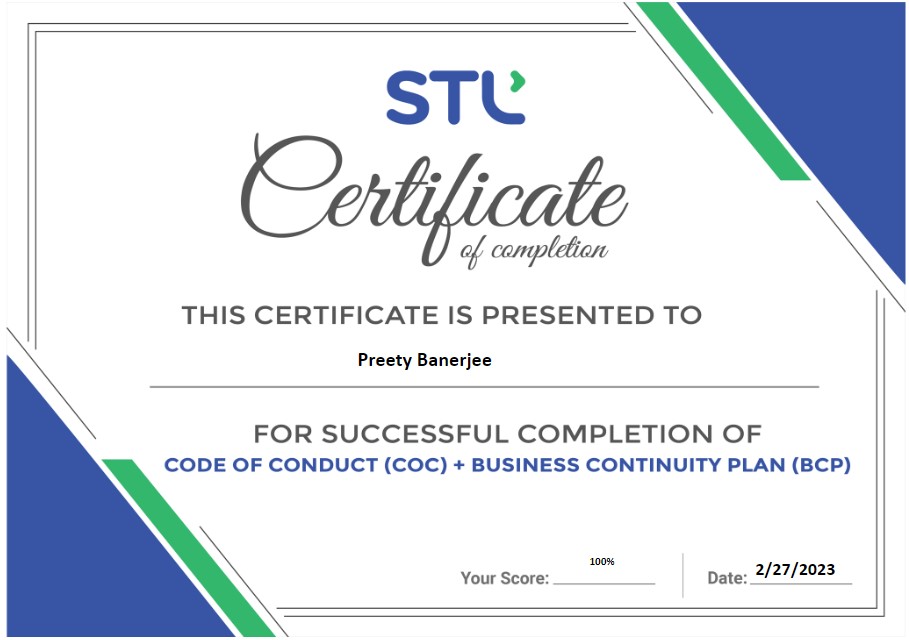 STL
Certificate
of completion
THIS CERTIFICATE IS PRESENTED TO
Preety Banerjee
FOR SUCCESSFUL COMPLETION OF
CODE OF CONDUCT (COC) + BUSINESS CONTINUITY PLAN (BCP)
Your Score: 100% Date: 2/27/2023